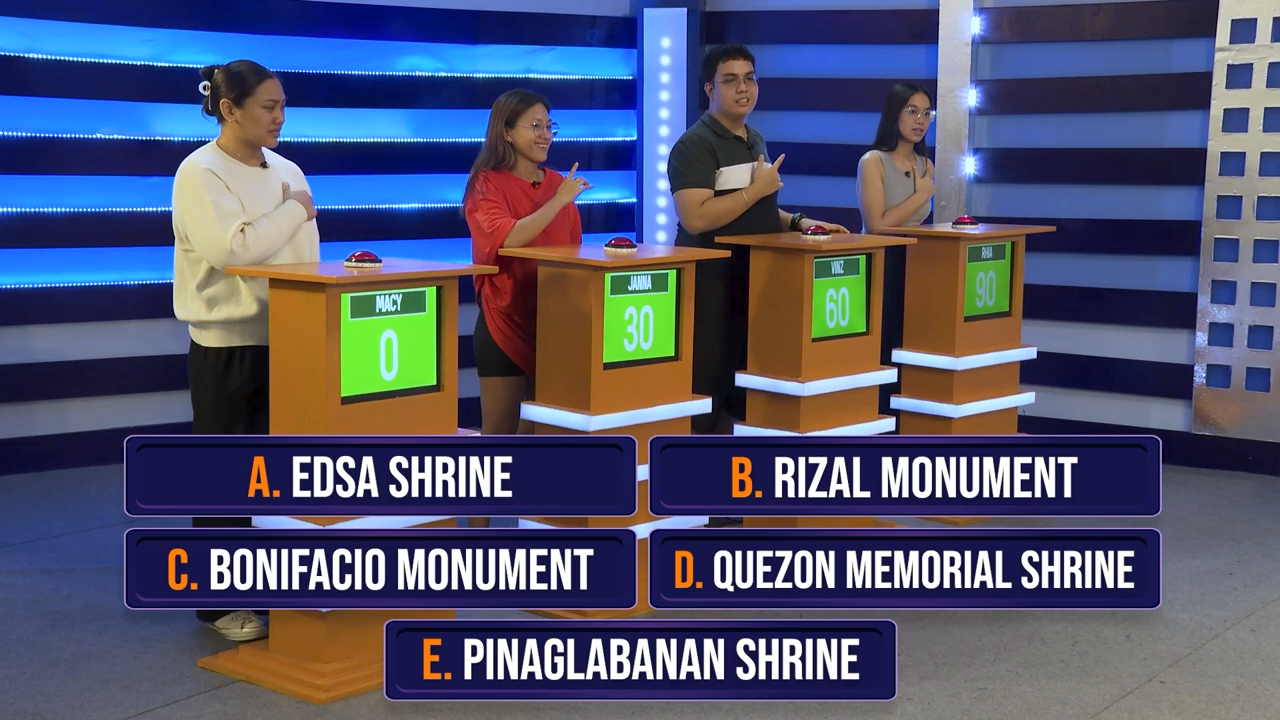 MACY
0
JANNA
30
VINZ
60
RHIA
90
A. EDSA SHRINE
B. RIZAL MONUMENT
C. BONIFACIO MONUMENT
D. QUEZON MEMORIAL SHRINE
E. PINAGLABANAN SHRINE